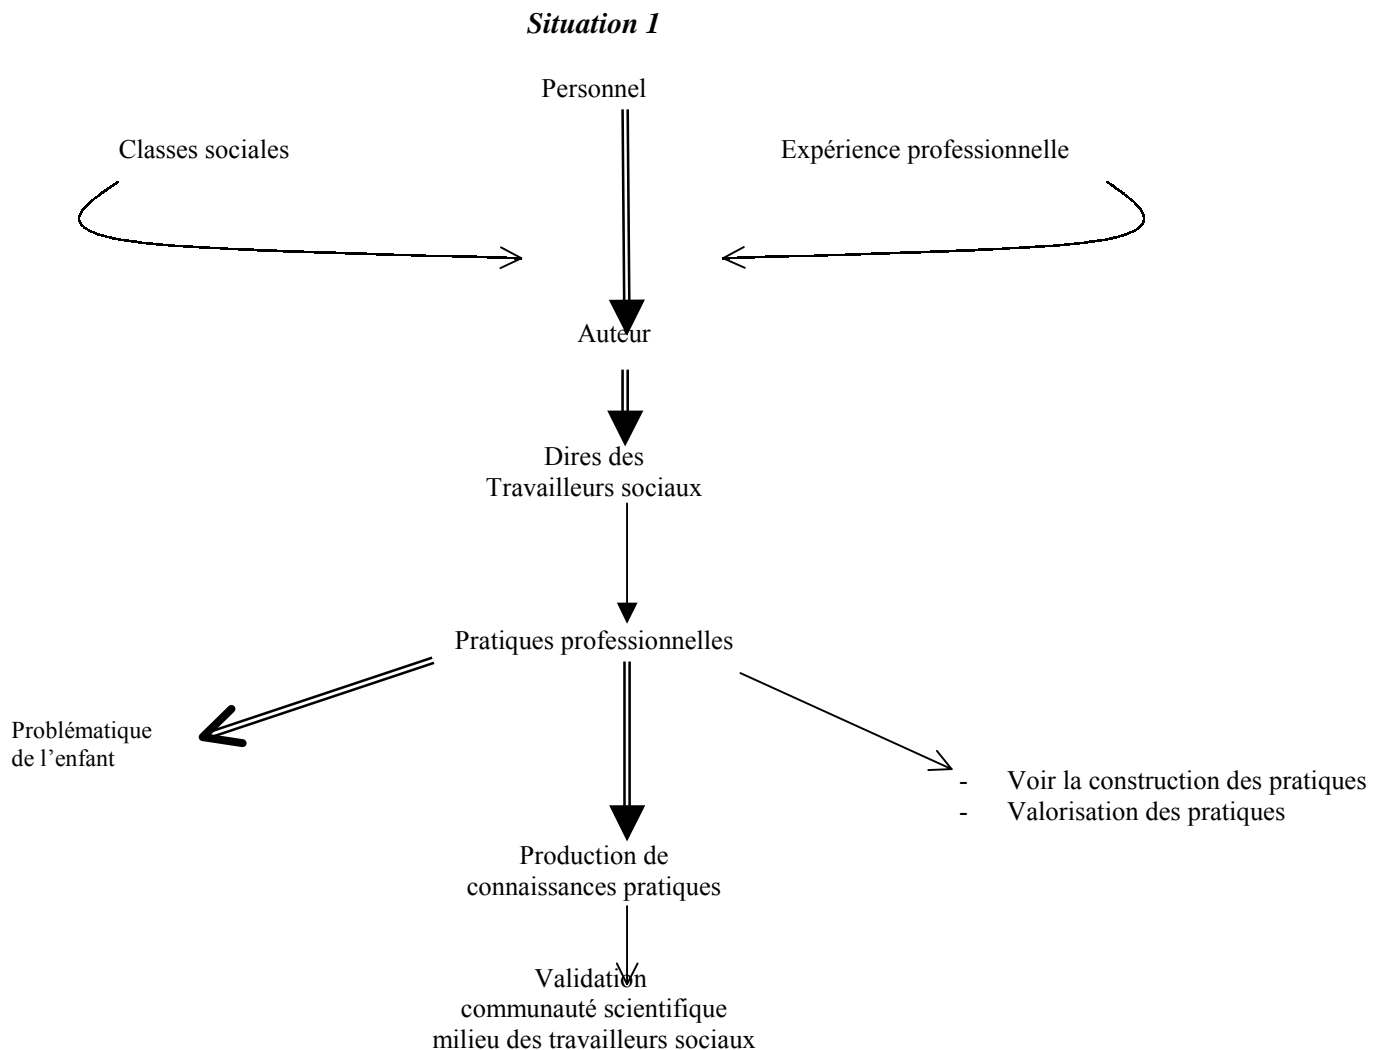 Situation 1
Personnel
Classes sociales
Expérience professionnelle
Auteur
Dires des
Travailleurs sociaux
Pratiques professionnelles
Problématique
de l’enfant
- Voir la construction des pratiques
- Valorisation des pratiques
Production de
connaissances pratiques
Validation
communauté scientifique
milieu des travailleurs sociaux